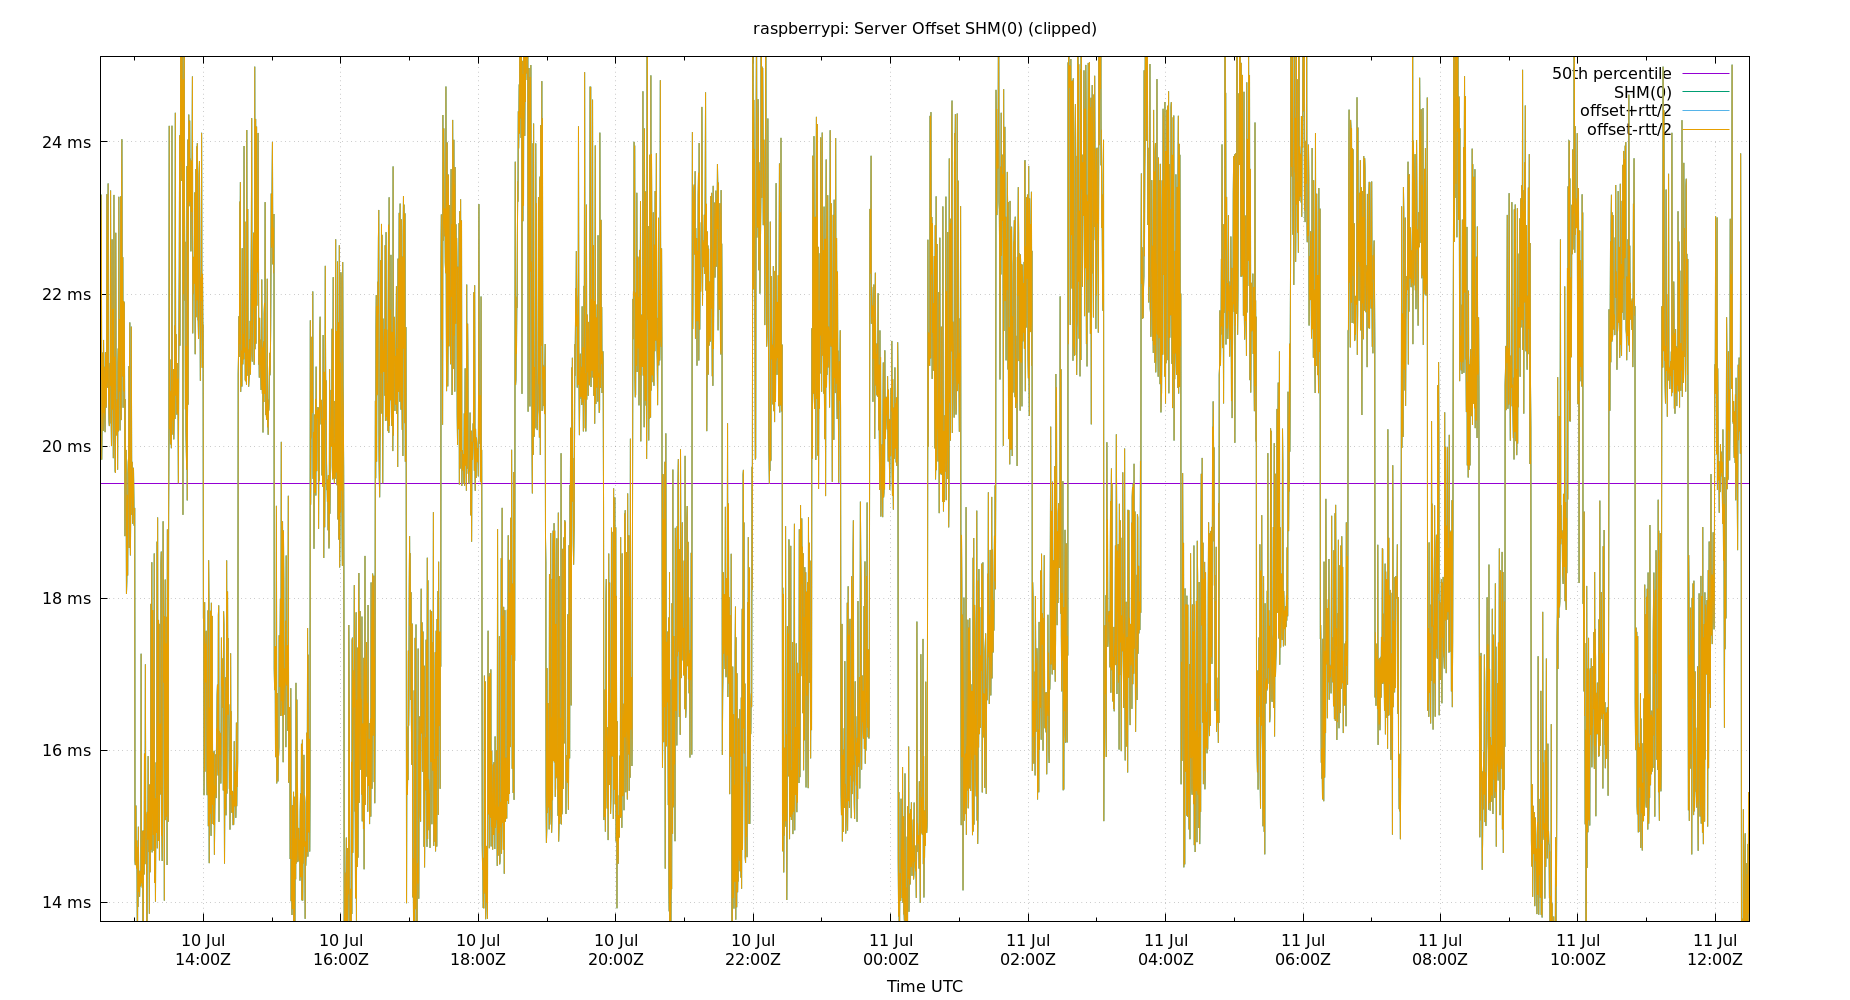 raspberrypi: Server Offset SHM(0) (clipped)
50th percentile
SHM(0)
offset+rtt/2
offset-rtt/2
24 ms
22 ms
20 ms
18 ms
16 ms
14 ms
10 Jul 10 Jul 10 Jul 10 Jul 10 Jul 11 Jul 11 Jul 11 Jul 11 Jul 11 Jul 11 Jul 11 Jul
14:00Z 16:00Z 18:00Z 20:00Z 22:00Z 00:00Z 02:00Z 04:00Z 06:00Z 08:00Z 10:00Z 12:00Z
Time UTC